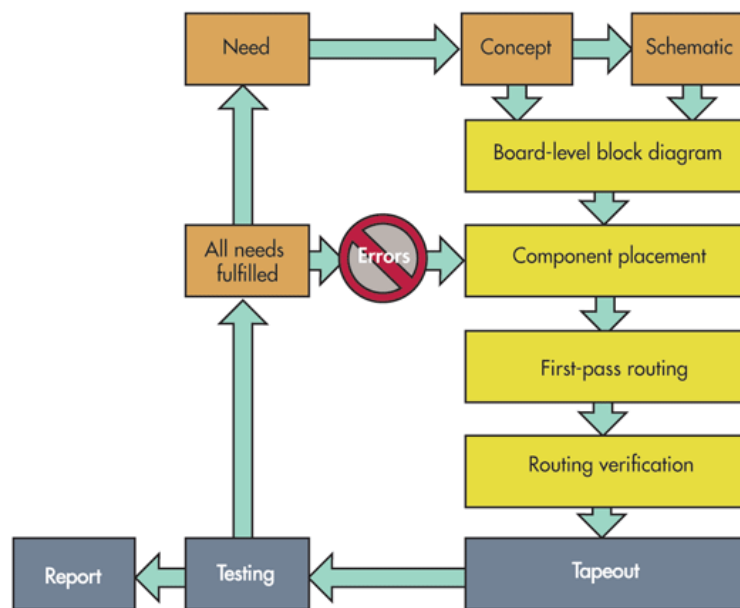 Need
Concept
Schematic
Board-level block diagram
All needs
fulfilled
Errors
Component placement
First-pass routing
Routing verification
Report
Testing
Tapeout